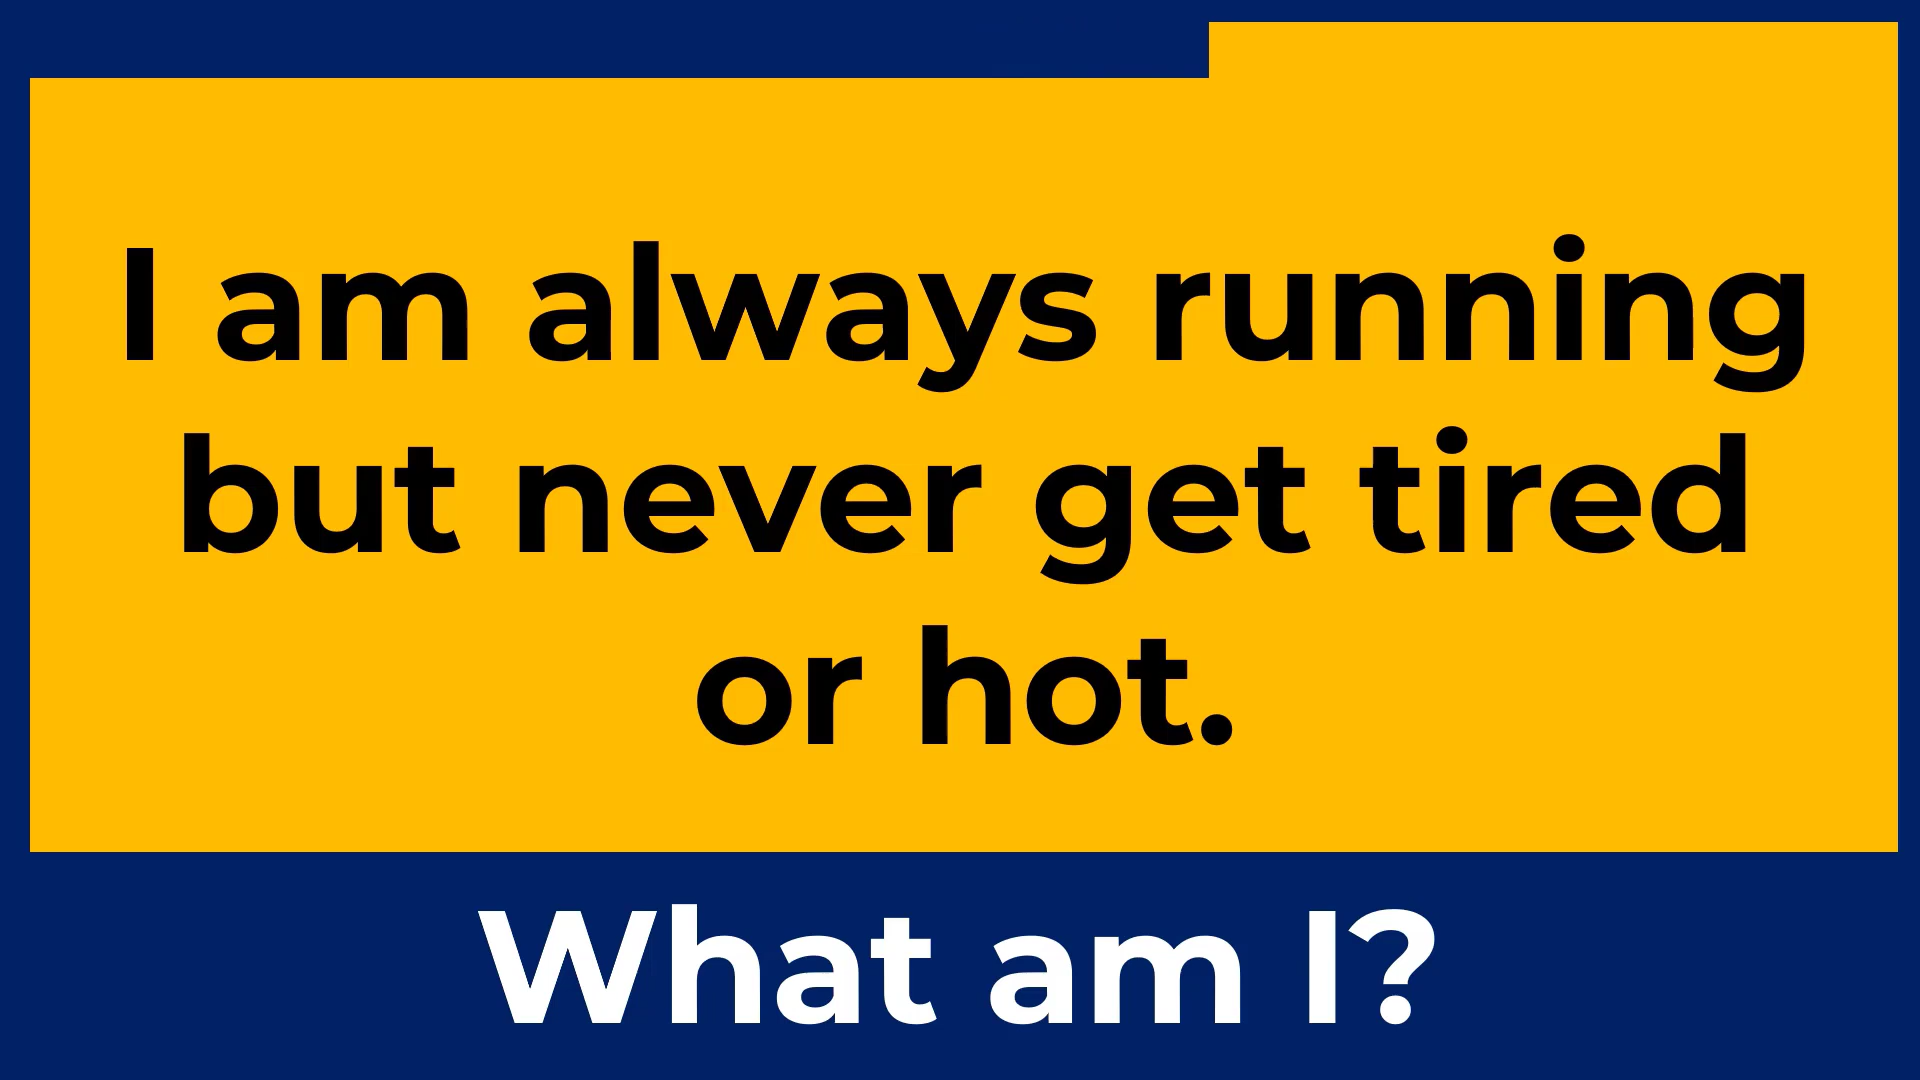 I am always running
but never get tired
or hot.
What am I?